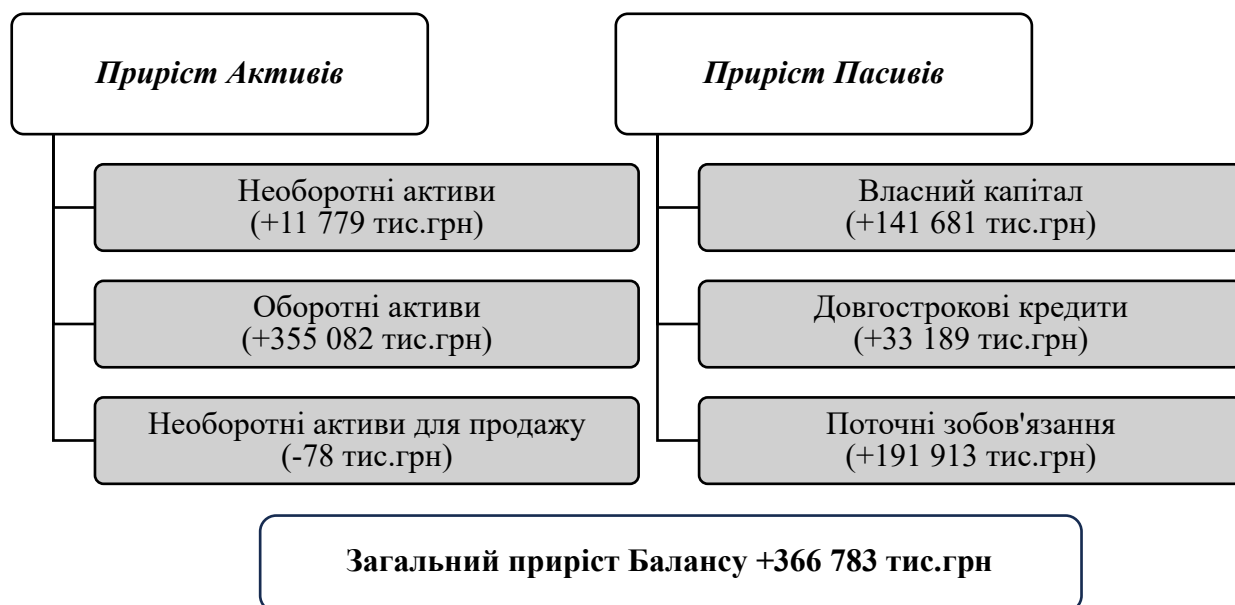 Приріст Активів
Необоротні активи
(+11 779 тис.грн)
Оборотні активи
(+355 082 тис.грн)
Необоротні активи для продажу
(-78 тис.грн)
Приріст Пасивів
Власний капітал
(+141 681 тис.грн)
Довгострокові кредити
(+33 189 тис.грн)
Поточні зобов'язання
(+191 913 тис.грн)
Загальний приріст Балансу +366 783 тис.грн